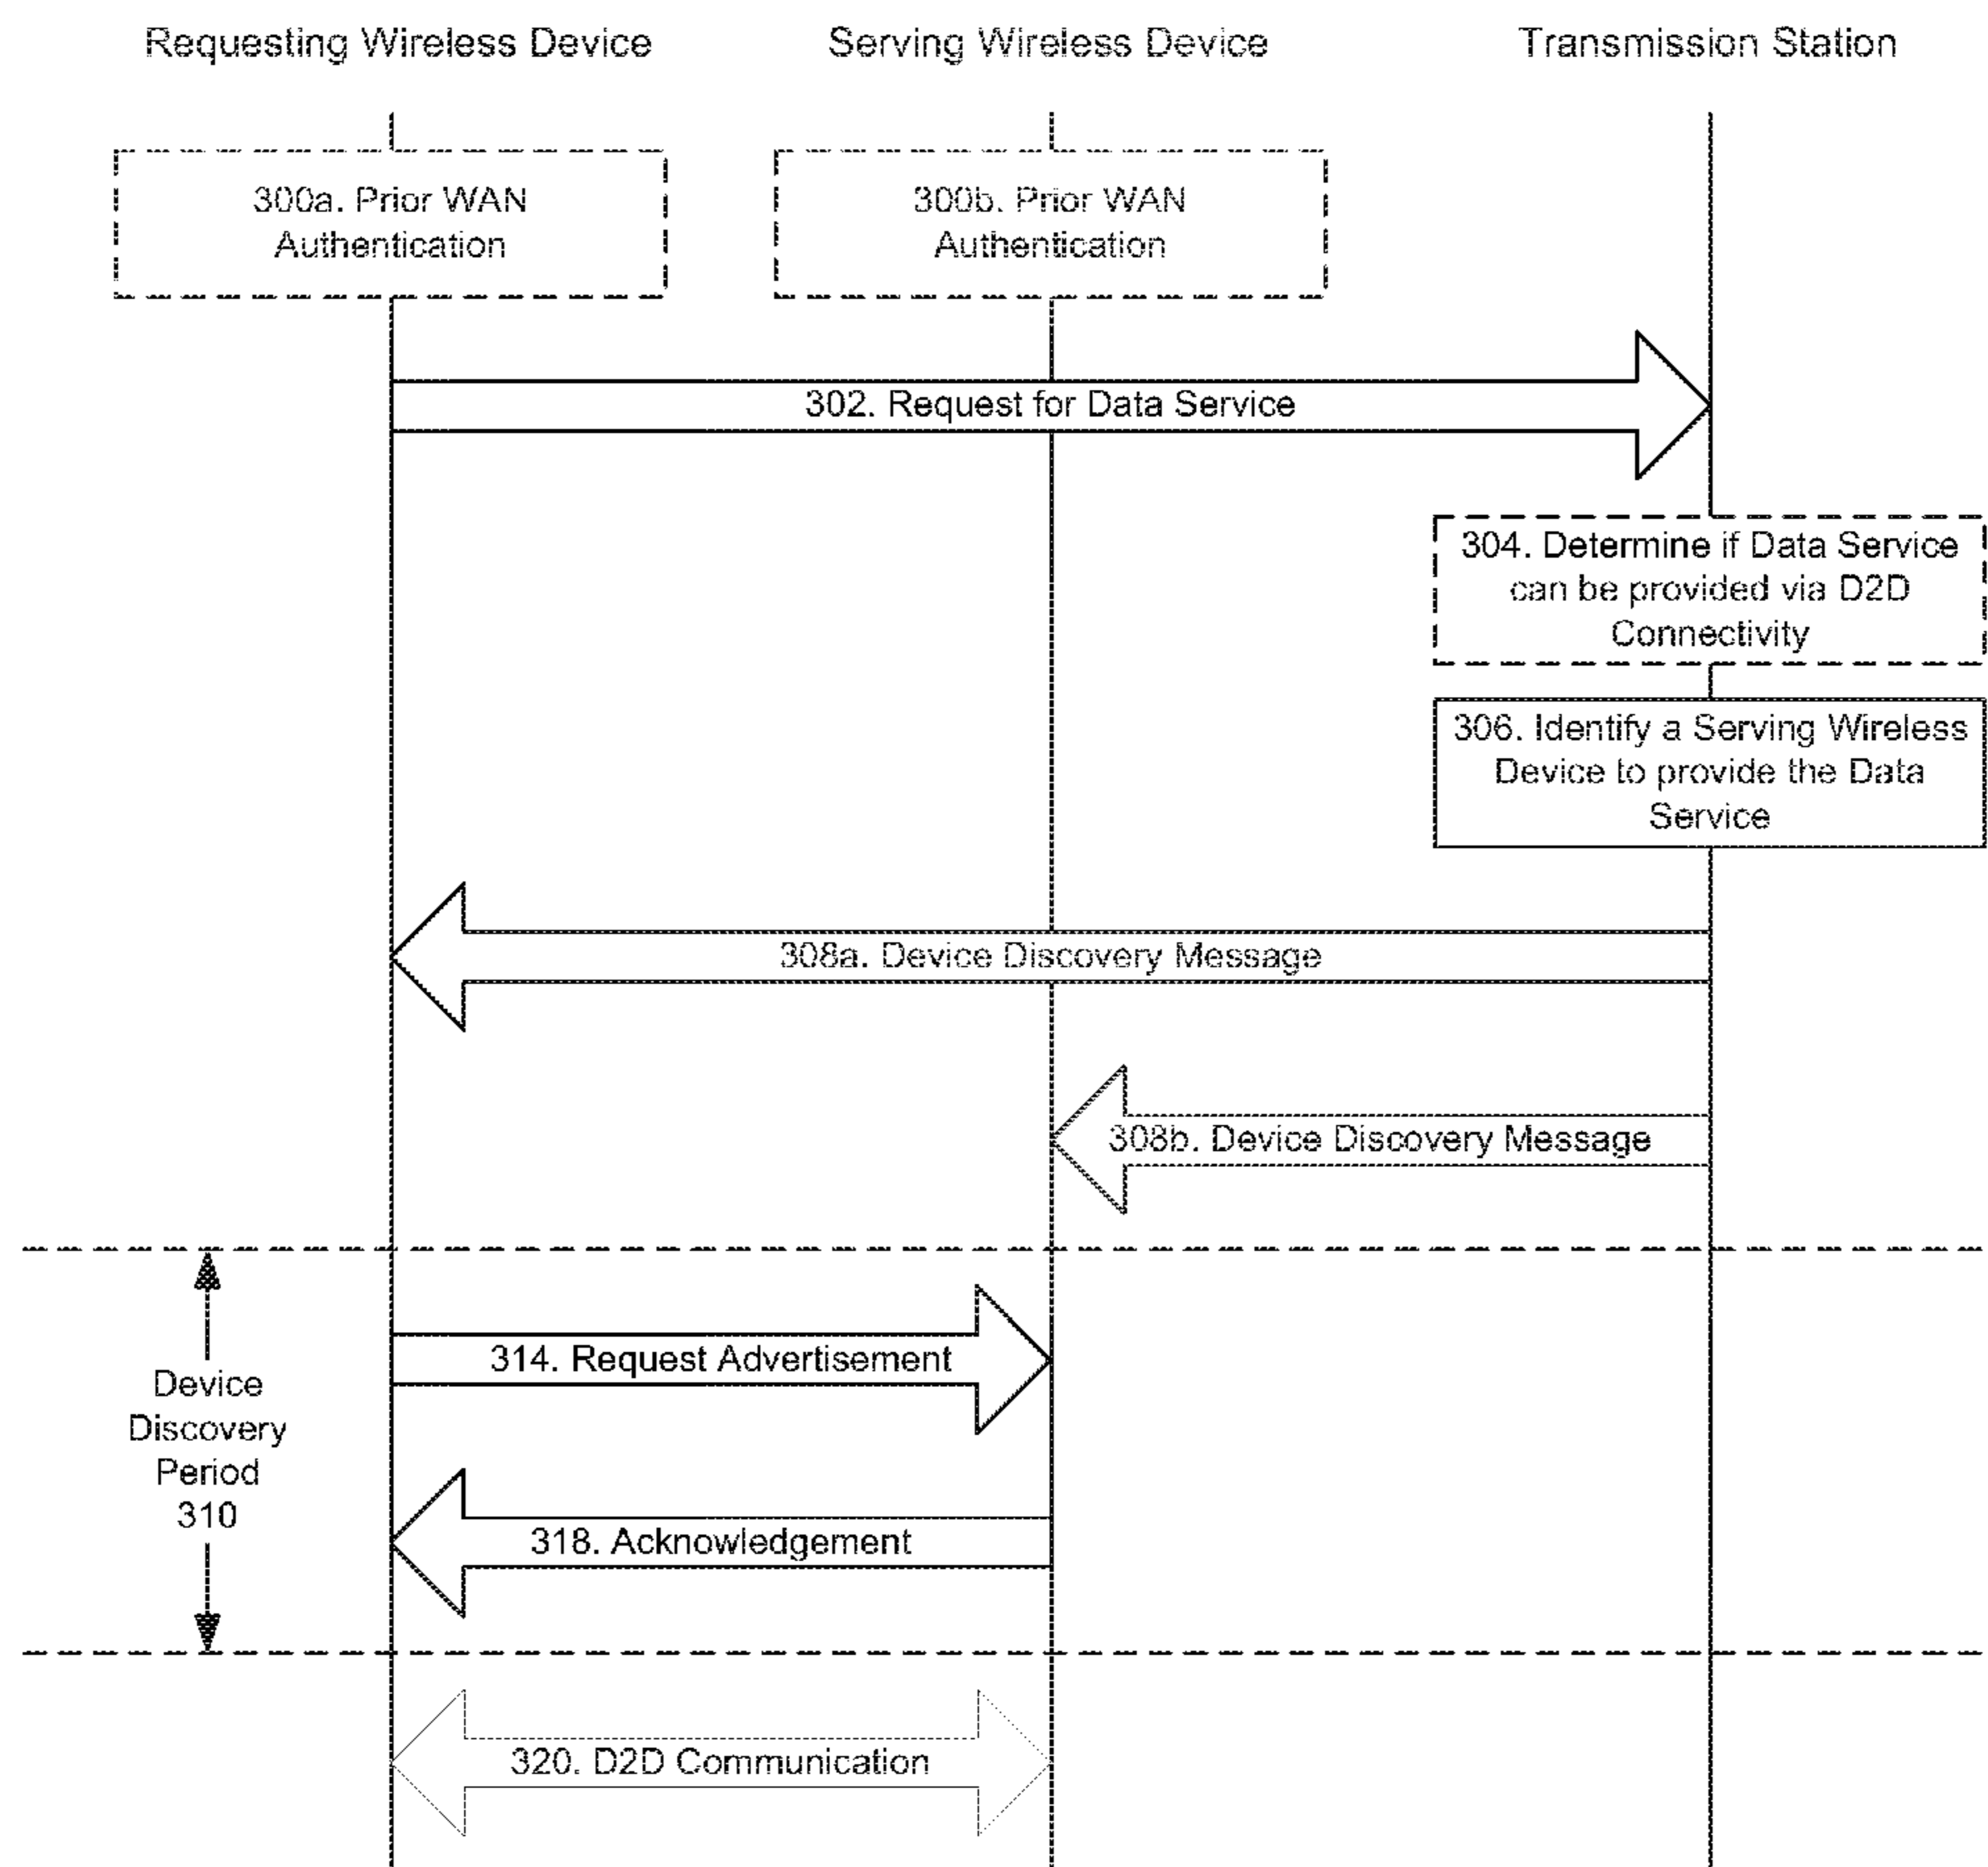 Requesting Wireless Device
Serving Wireless Device
Transmission Station
300a. Prior WAN
Authentication
300b. Prior WAN
Authentication
302. Request for Data Service
304. Determine if Data Service
can be provided via D2D
Connectivity
306. Identify a Serving Wireless
Device to provide the Data
Service
308a. Device Discovery Message
308b. Device Discovery Message
314. Request Advertisement
Device
Discovery
Period
310
318. Acknowledgement
320. D2D Communication